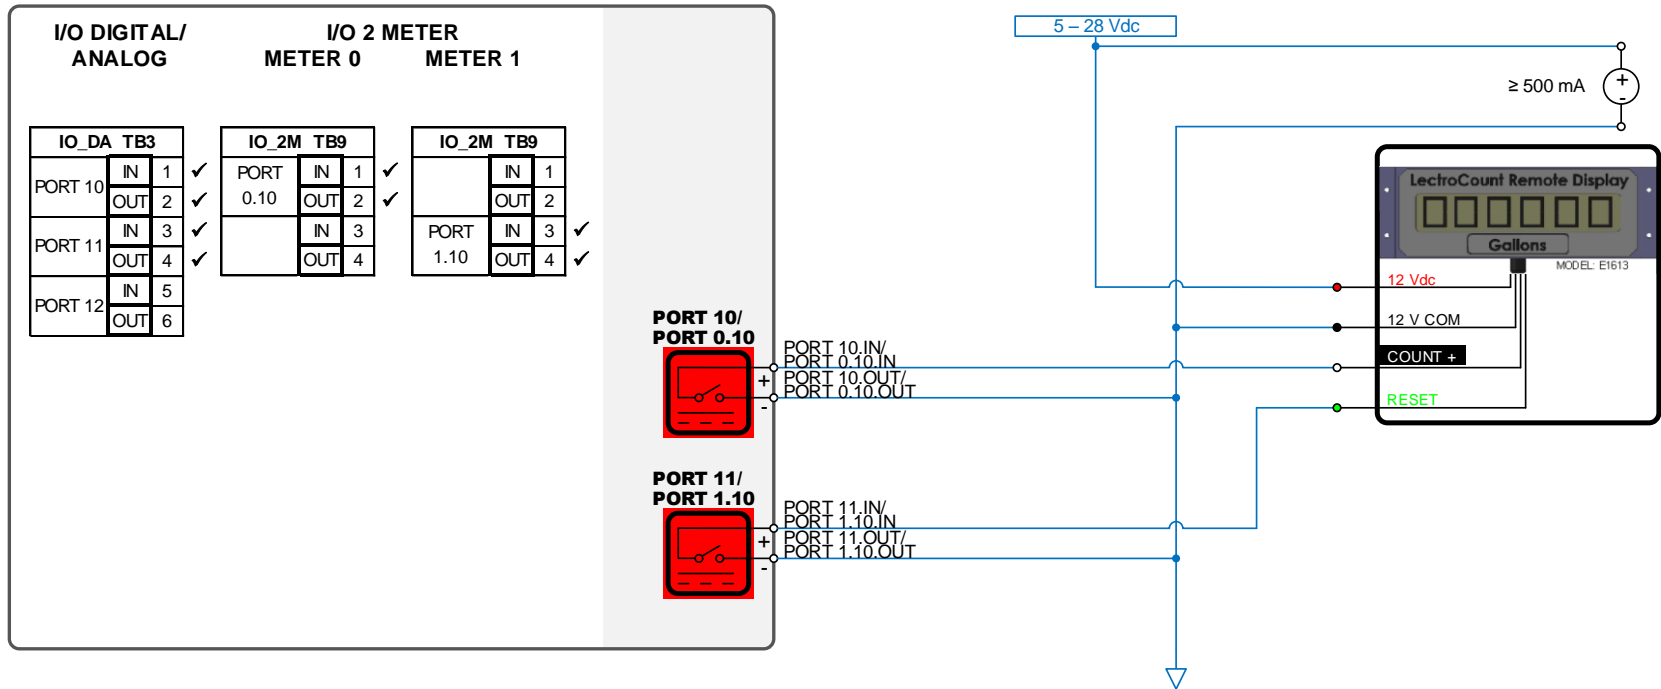 I/O DIGITAL/
ANALOG
I/O 2 METER
METER 0 METER 1
IO_DA TB3
PORT 10 IN 1 ✓
OUT 2 ✓
PORT 11 IN 3 ✓
OUT 4 ✓
PORT 12 IN 5
OUT 6
IO_2M TB9
PORT 0.10 IN 1 ✓
OUT 2 ✓
IN 3
OUT 4
IO_2M TB9
IN 1
OUT 2
PORT 1.10 IN 3 ✓
OUT 4 ✓
PORT 10/
PORT 0.10
+
-
PORT 10.IN/
PORT 0.10.IN
PORT 10.OUT/
PORT 0.10.OUT
PORT 11/
PORT 1.10
+
-
PORT 11.IN/
PORT 1.10.IN
PORT 11.OUT/
PORT 1.10.OUT
5 – 28 Vdc
≥ 500 mA
+
-
LectroCount Remote Display
000000
Gallons
MODEL: E1613
12 Vdc
12 V COM
COUNT +
RESET